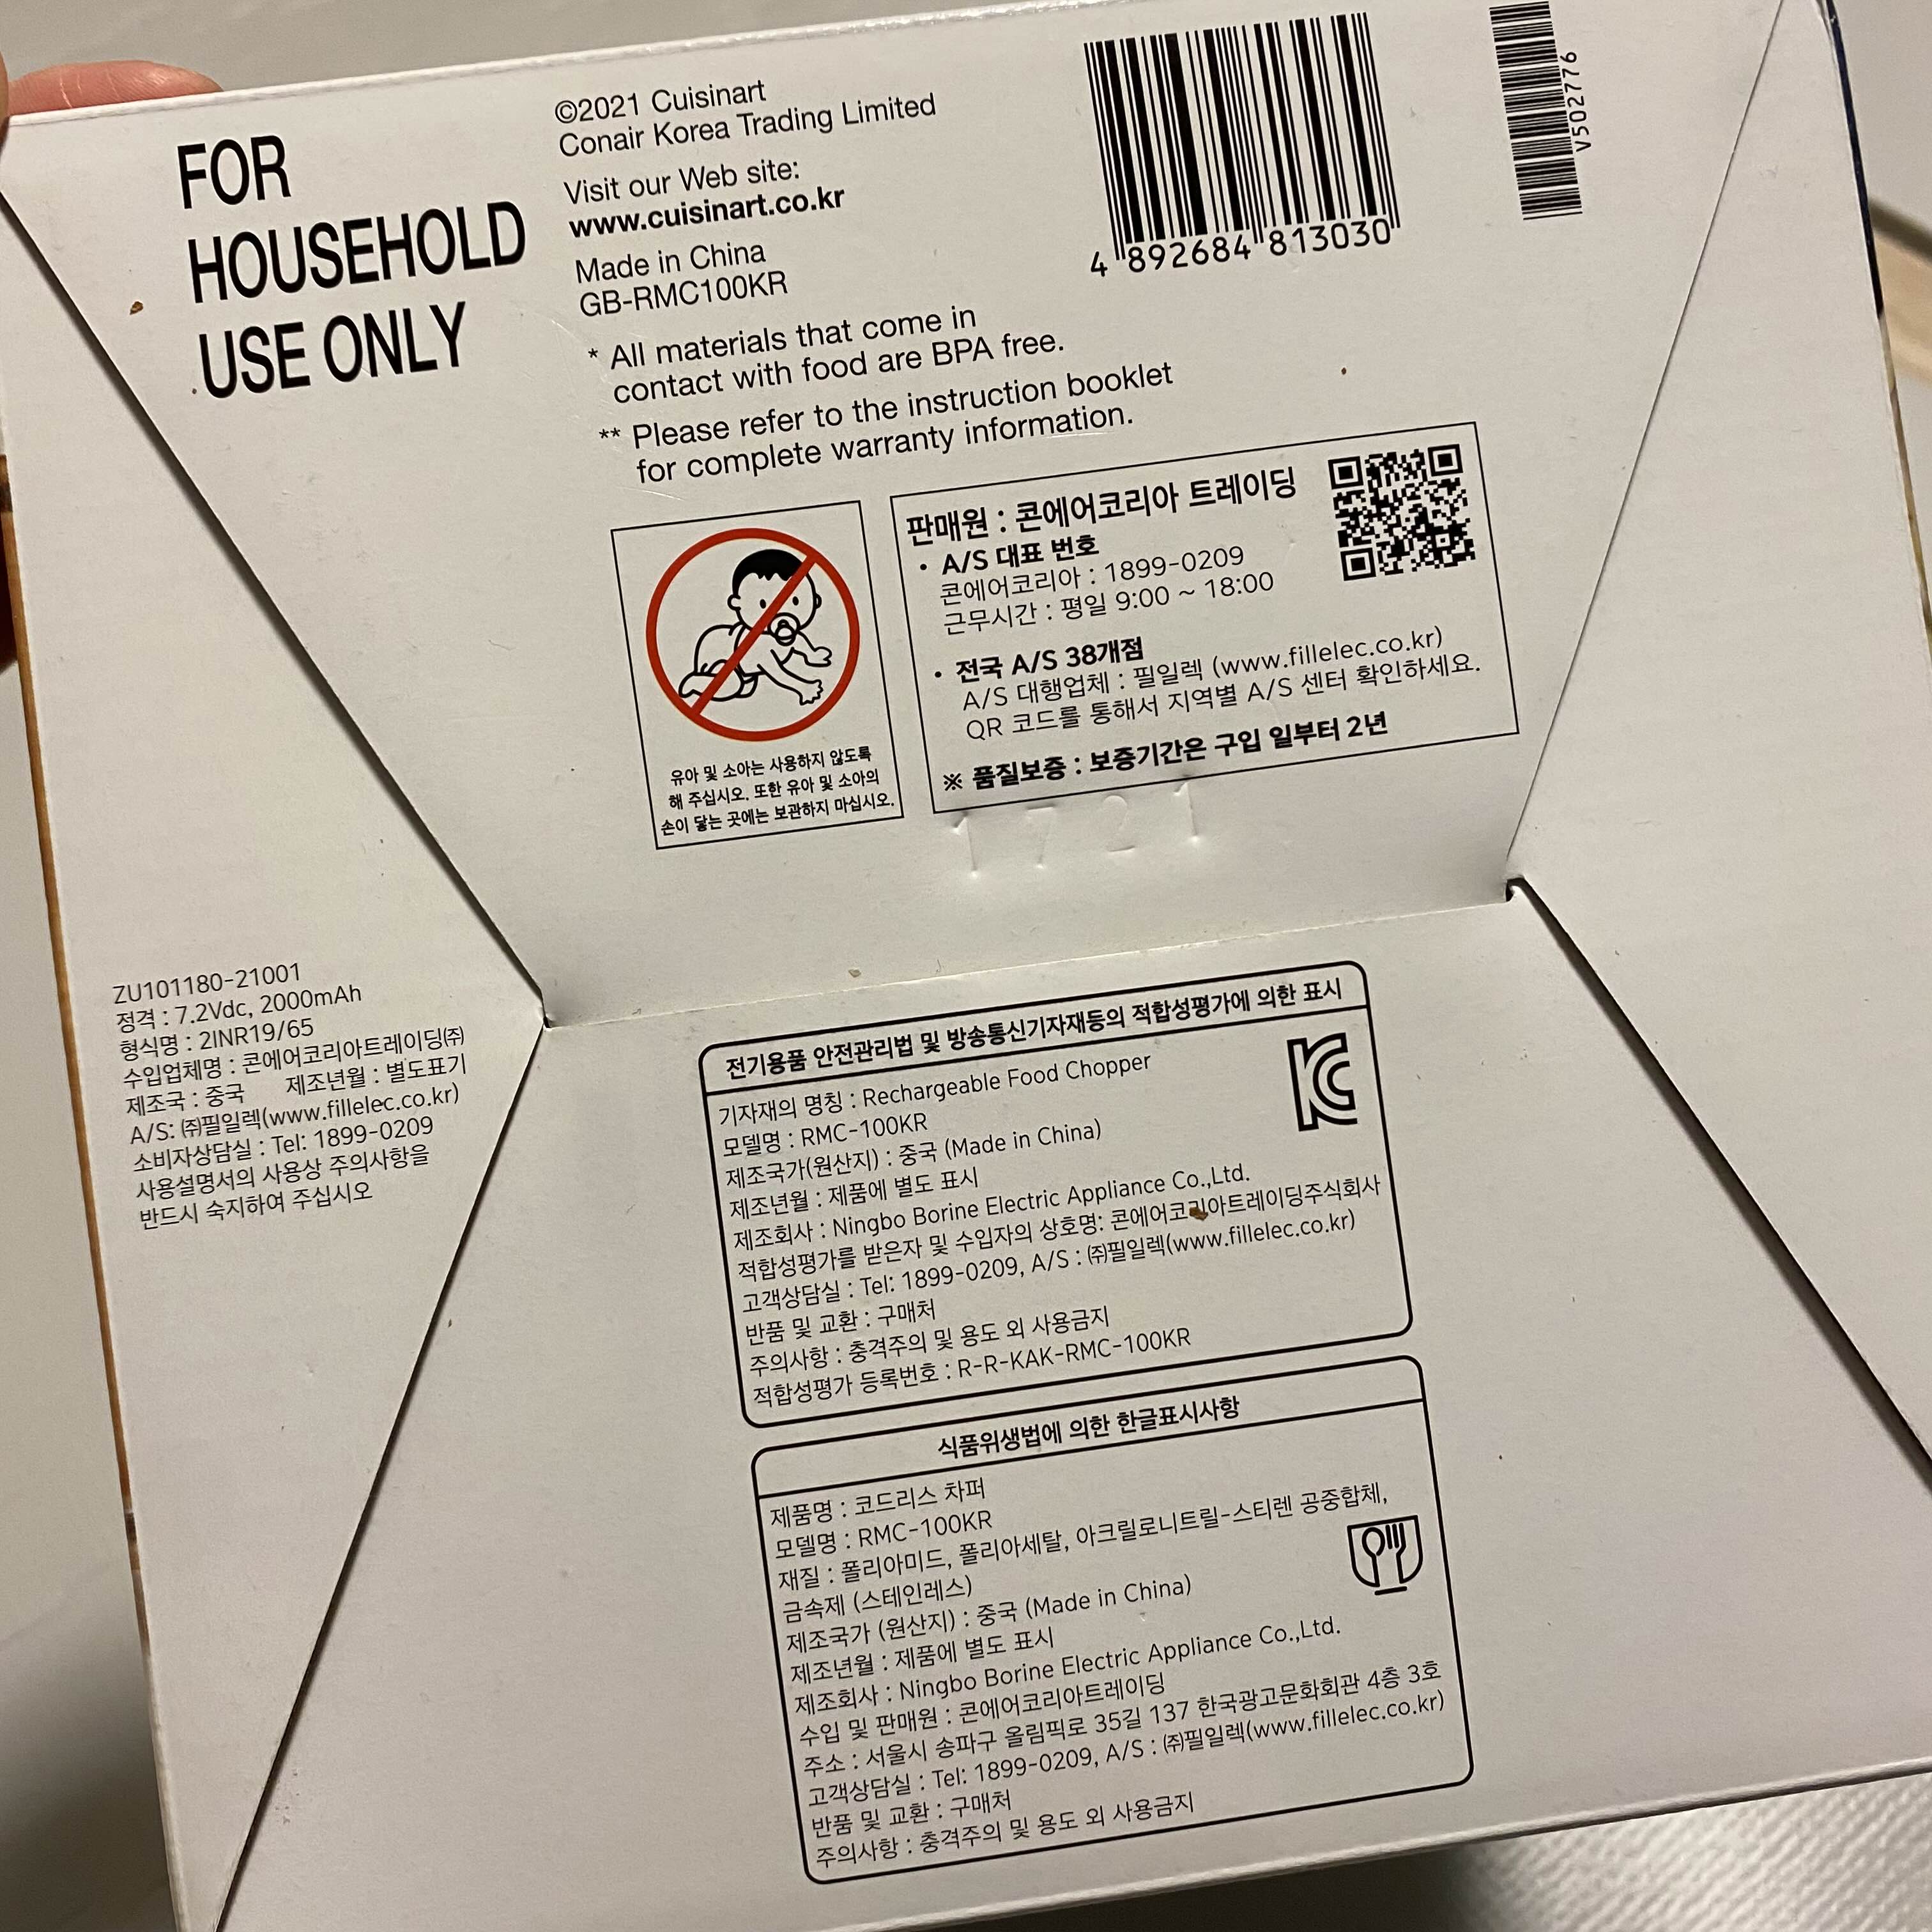 FOR
HOUSEHOLD
USE ONLY
©2021 Cuisinart
Conair Korea Trading Limited
Visit our Web site:
www.cuisinart.co.kr
Made in China
GB-RMC100KR
* All materials that come in
contact with food are BPA free.
** Please refer to the instruction booklet
for complete warranty information.
4 892684 813030
V502776
유아 및 소아는 사용하지 않도록
해 주십시오. 또한 유아 및 소아의
손이 닿는 곳에는 보관하지 마십시오.
판매원 : 콘에어코리아 트레이딩
· A/S 대표 번호
콘에어코리아 : 1899-0209
근무시간 : 평일 9:00 ~ 18:00
· 전국 A/S 38개점
A/S 대행업체 : 필일렉 (www.fillelec.co.kr)
QR 코드를 통해서 지역별 A/S 센터 확인하세요.
※ 품질보증 : 보증기간은 구입 일부터 2년
ZU101180-21001
정격 : 7.2Vdc, 2000mAh
형식명 : 2INR19/65
수입업체명 : 콘에어코리아트레이딩㈜
제조국 : 중국 제조년월 : 별도표기
A/S: ㈜필일렉(www.fillelec.co.kr)
소비자상담실 : Tel: 1899-0209
사용설명서의 사용상 주의사항을
반드시 숙지하여 주십시오
전기용품 안전관리법 및 방송통신기자재등의 적합성평가에 의한 표시
기자재의 명칭 : Rechargeable Food Chopper
모델명 : RMC-100KR
제조국가(원산지) : 중국 (Made in China)
제조년월 : 제품에 별도 표시
제조회사 : Ningbo Borine Electric Appliance Co.,Ltd.
적합성평가를 받은자 및 수입자의 상호명: 콘에어코리아트레이딩주식회사
고객상담실 : Tel: 1899-0209, A/S : ㈜필일렉(www.fillelec.co.kr)
반품 및 교환 : 구매처
주의사항 : 충격주의 및 용도 외 사용금지
적합성평가 등록번호 : R-R-KAK-RMC-100KR
식품위생법에 의한 한글표시사항
제품명 : 코드리스 차퍼
모델명 : RMC-100KR
재질 : 폴리아미드, 폴리아세탈, 아크릴로니트릴-스티렌 공중합체,
금속제 (스테인레스)
제조국가 (원산지) : 중국 (Made in China)
제조년월 : 제품에 별도 표시
제조회사 : Ningbo Borine Electric Appliance Co.,Ltd.
수입 및 판매원 : 콘에어코리아트레이딩
주소 : 서울시 송파구 올림픽로 35길 137 한국광고문화회관 4층 3호
고객상담실 : Tel: 1899-0209, A/S : ㈜필일렉(www.fillelec.co.kr)
반품 및 교환 : 구매처
주의사항 : 충격주의 및 용도 외 사용금지